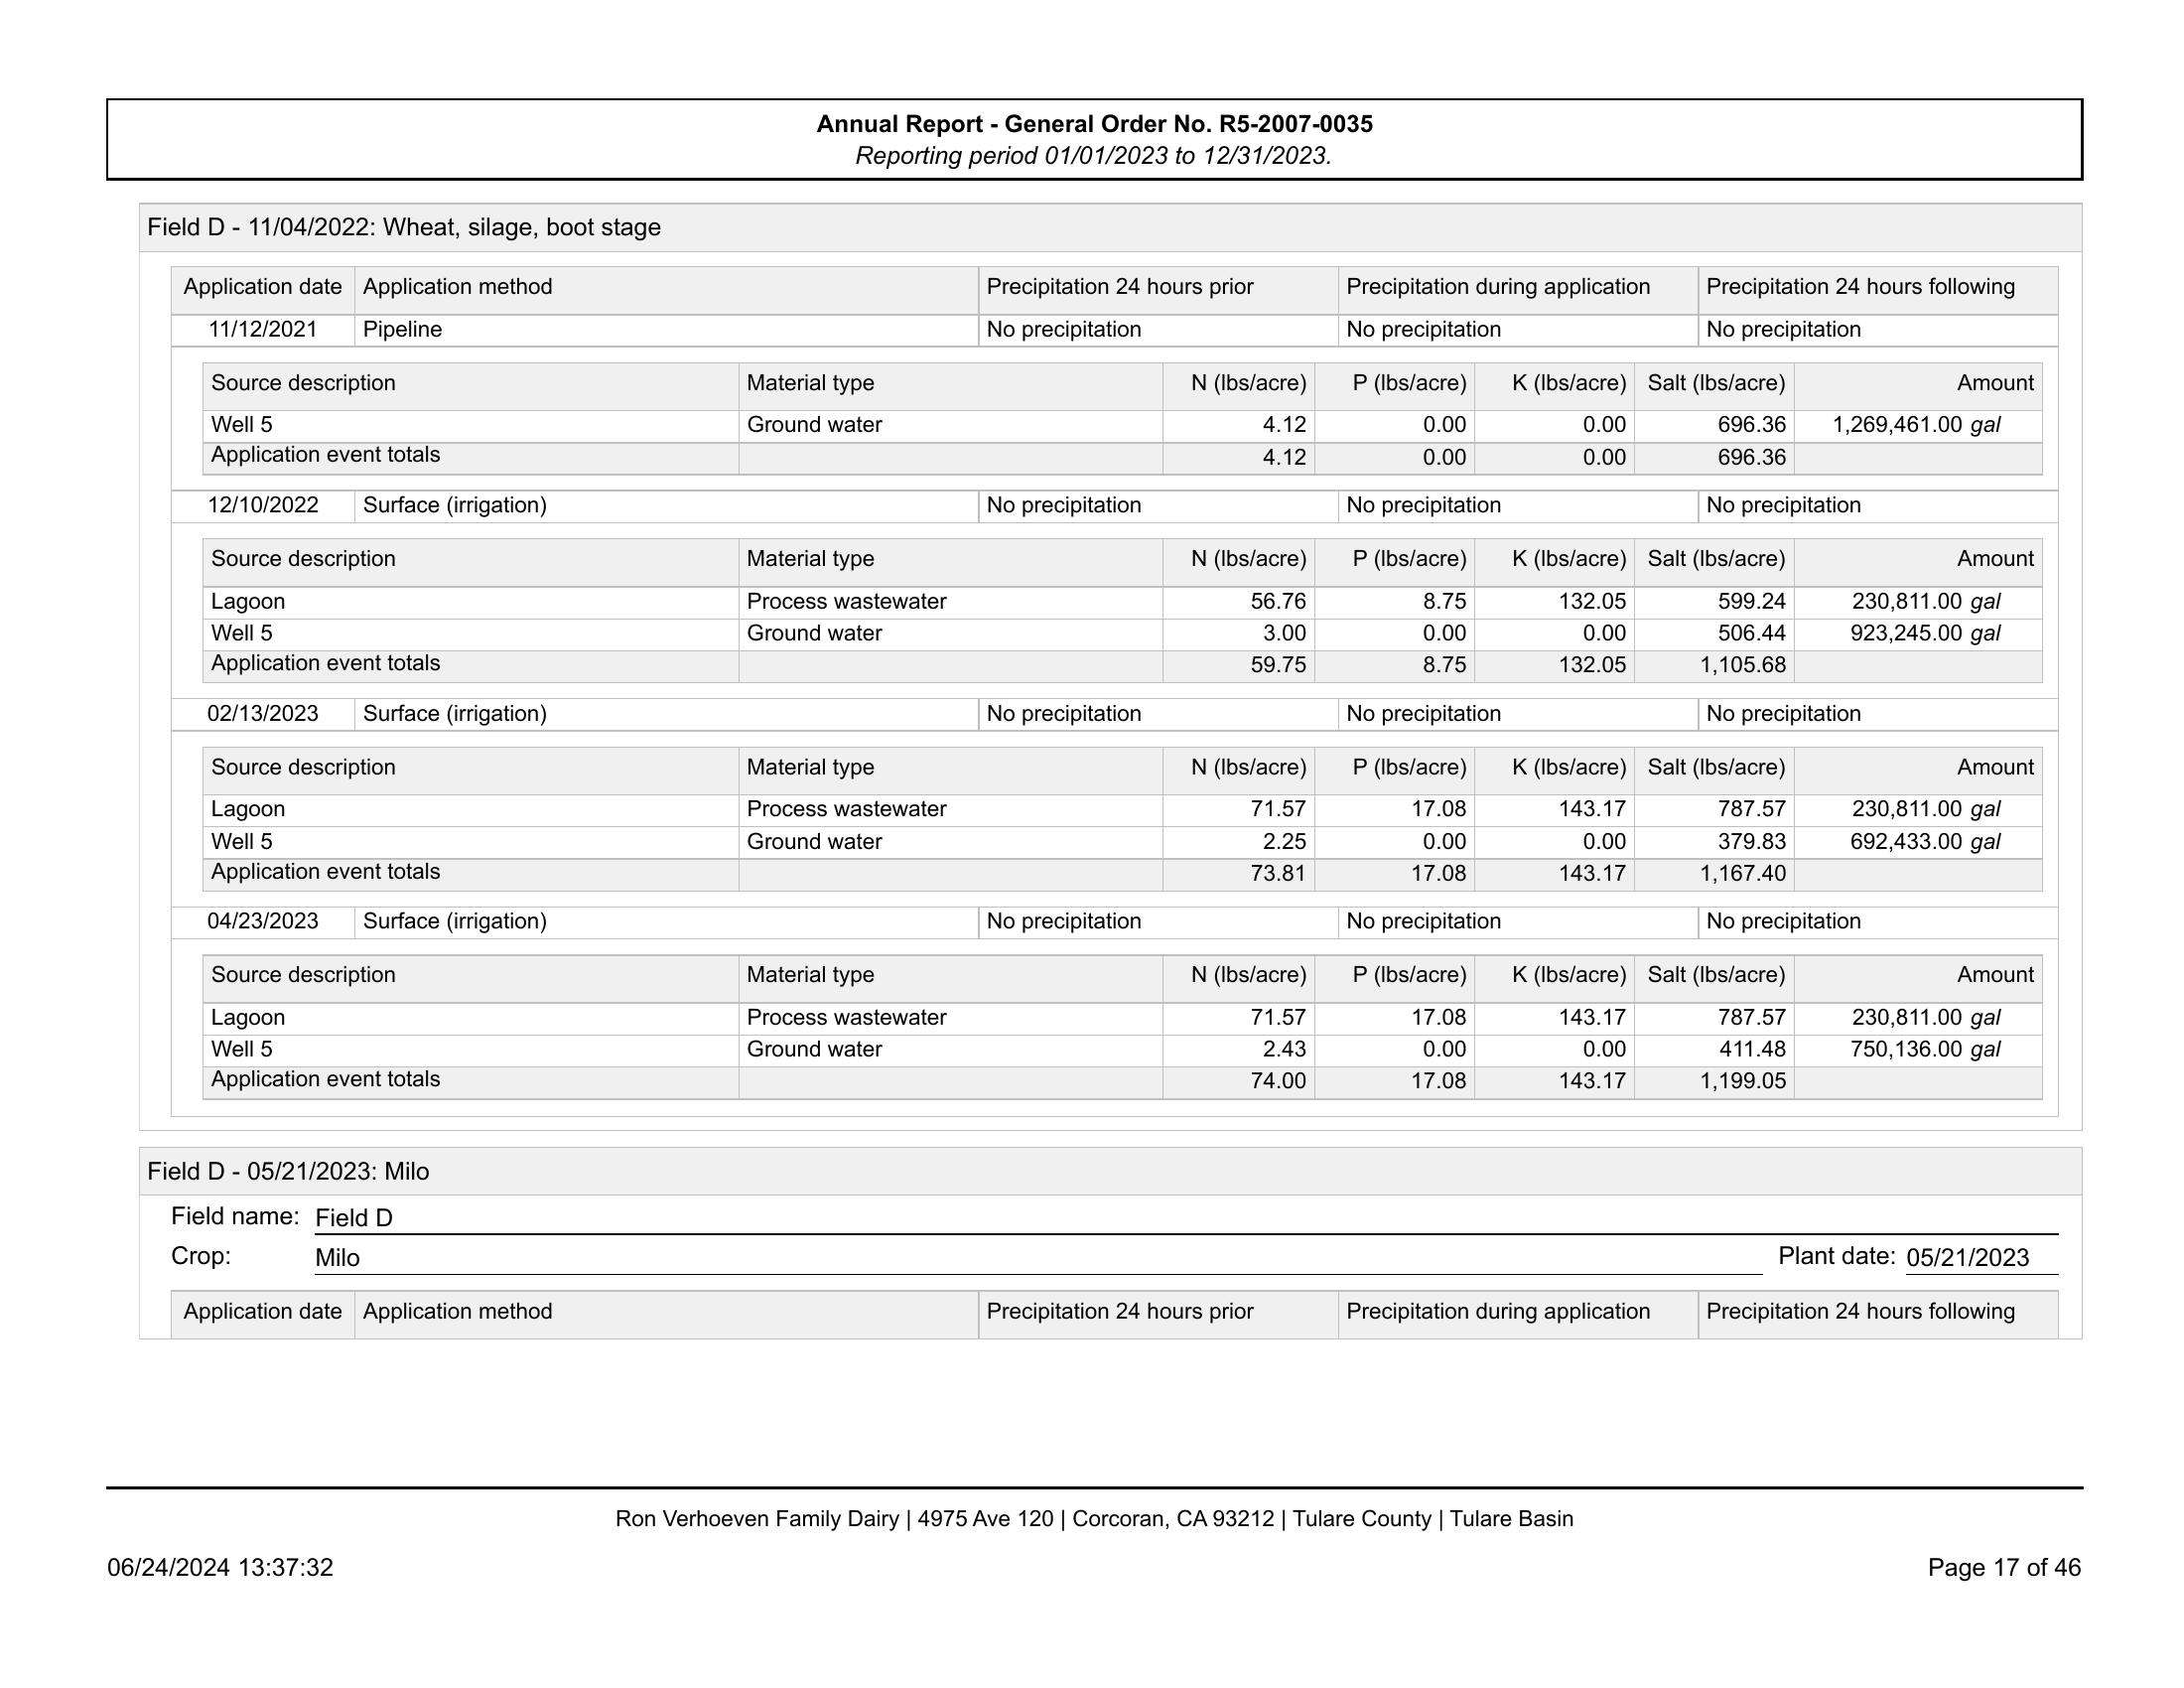 Annual Report - General Order No. R5-2007-0035
Reporting period 01/01/2023 to 12/31/2023.
Field D - 11/04/2022: Wheat, silage, boot stage
Application date Application method Precipitation 24 hours prior Precipitation during application Precipitation 24 hours following
11/12/2021 Pipeline No precipitation No precipitation No precipitation
Source description Material type N (lbs/acre) P (lbs/acre) K (lbs/acre) Salt (lbs/acre) Amount
Well 5 Ground water 4.12 0.00 0.00 696.36 1,269,461.00 gal
Application event totals 4.12 0.00 0.00 696.36
12/10/2022 Surface (irrigation) No precipitation No precipitation No precipitation
Source description Material type N (lbs/acre) P (lbs/acre) K (lbs/acre) Salt (lbs/acre) Amount
Lagoon Process wastewater 56.76 8.75 132.05 599.24 230,811.00 gal
Well 5 Ground water 3.00 0.00 0.00 506.44 923,245.00 gal
Application event totals 59.75 8.75 132.05 1,105.68
02/13/2023 Surface (irrigation) No precipitation No precipitation No precipitation
Source description Material type N (lbs/acre) P (lbs/acre) K (lbs/acre) Salt (lbs/acre) Amount
Lagoon Process wastewater 71.57 17.08 143.17 787.57 230,811.00 gal
Well 5 Ground water 2.25 0.00 0.00 379.83 692,433.00 gal
Application event totals 73.81 17.08 143.17 1,167.40
04/23/2023 Surface (irrigation) No precipitation No precipitation No precipitation
Source description Material type N (lbs/acre) P (lbs/acre) K (lbs/acre) Salt (lbs/acre) Amount
Lagoon Process wastewater 71.57 17.08 143.17 787.57 230,811.00 gal
Well 5 Ground water 2.43 0.00 0.00 411.48 750,136.00 gal
Application event totals 74.00 17.08 143.17 1,199.05
Field D - 05/21/2023: Milo
Field name: Field D
Crop: Milo Plant date: 05/21/2023
Application date Application method Precipitation 24 hours prior Precipitation during application Precipitation 24 hours following
Ron Verhoeven Family Dairy | 4975 Ave 120 | Corcoran, CA 93212 | Tulare County | Tulare Basin
06/24/2024 13:37:32 Page 17 of 46